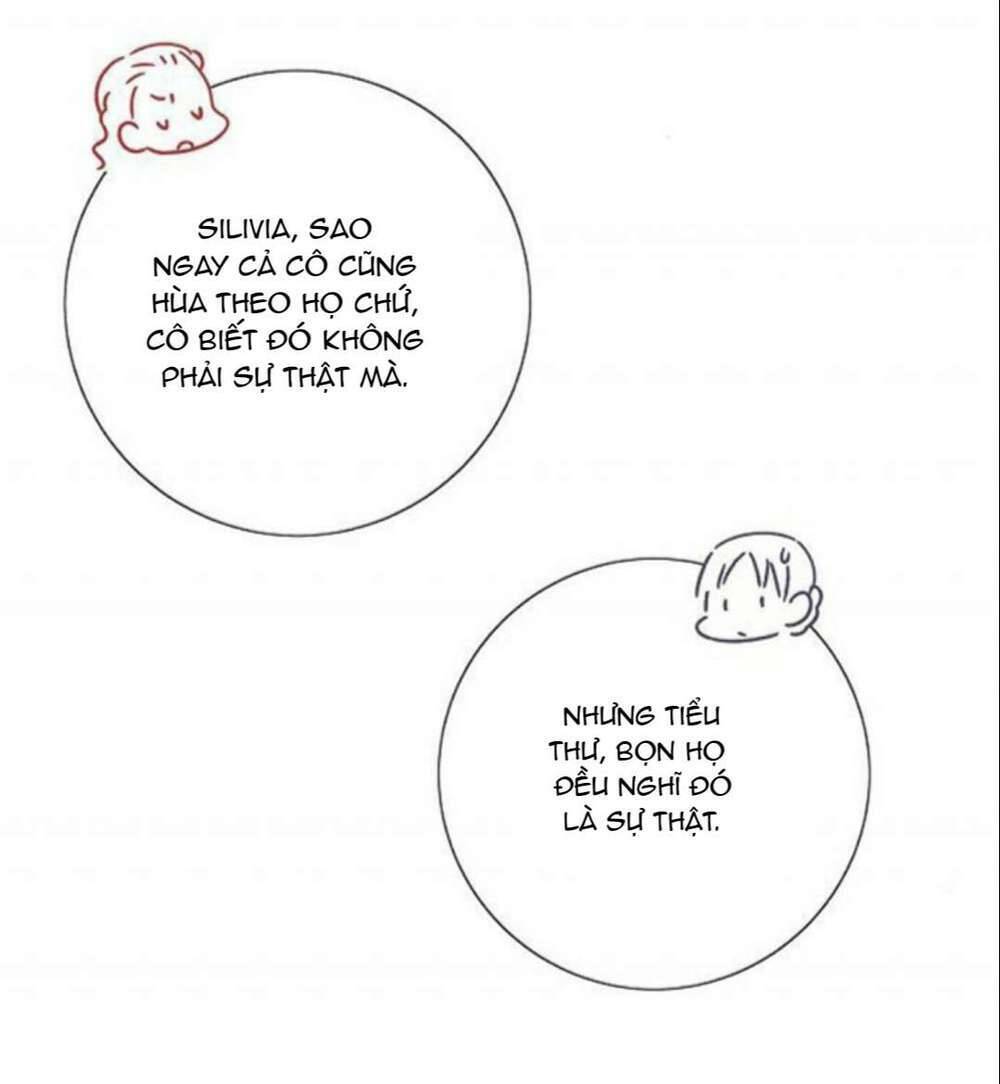 SILIVIA, SAO
NGAY CẢ CÔ CŨNG
HÙA THEO HỌ CHỨ,
CÔ BIẾT ĐÓ KHÔNG
PHẢI SỰ THẬT MÀ.
NHƯNG TIỂU
THƯ, BỌN HỌ
ĐỀU NGHĨ ĐÓ
LÀ SỰ THẬT.